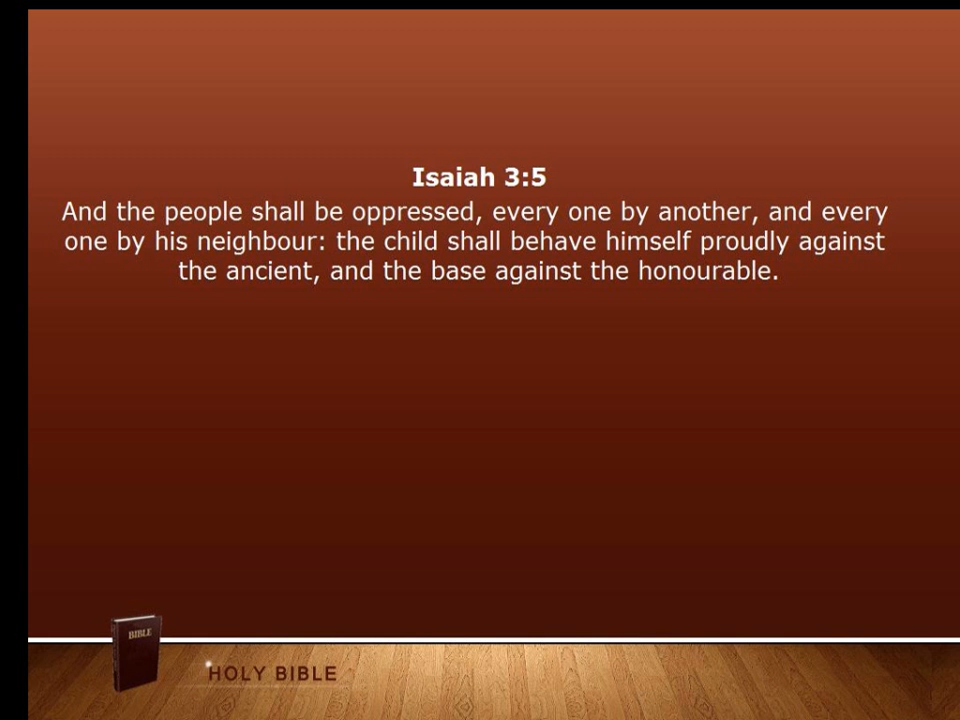 Isaiah 3:5
And the people shall be oppressed, every one by another, and every
one by his neighbour: the child shall behave himself proudly against
the ancient, and the base against the honourable.
BIBLE
HOLY BIBLE